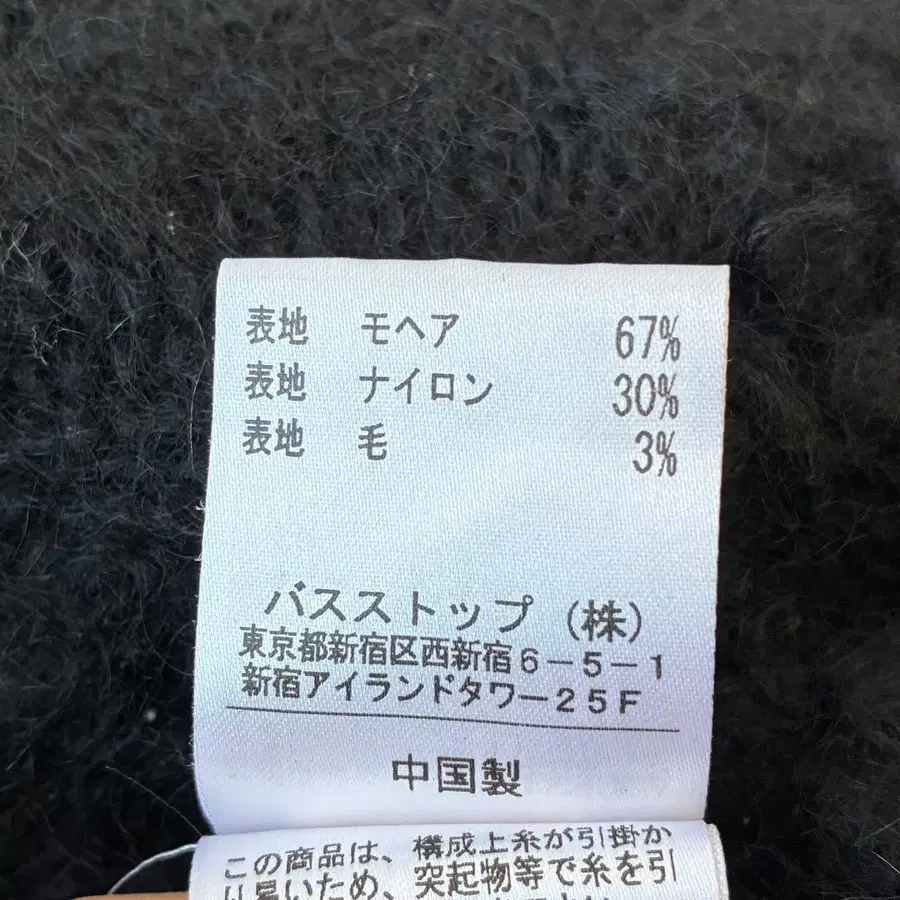 表地 モヘア 67%
表地 ナイロン 30%
表地 毛 3%
バスストップ(株)
東京都新宿区西新宿6-5-1
新宿アイランドタワー25F
中国製
この商品は、構成上糸が引掛か
り易いため、突起物等で糸を引